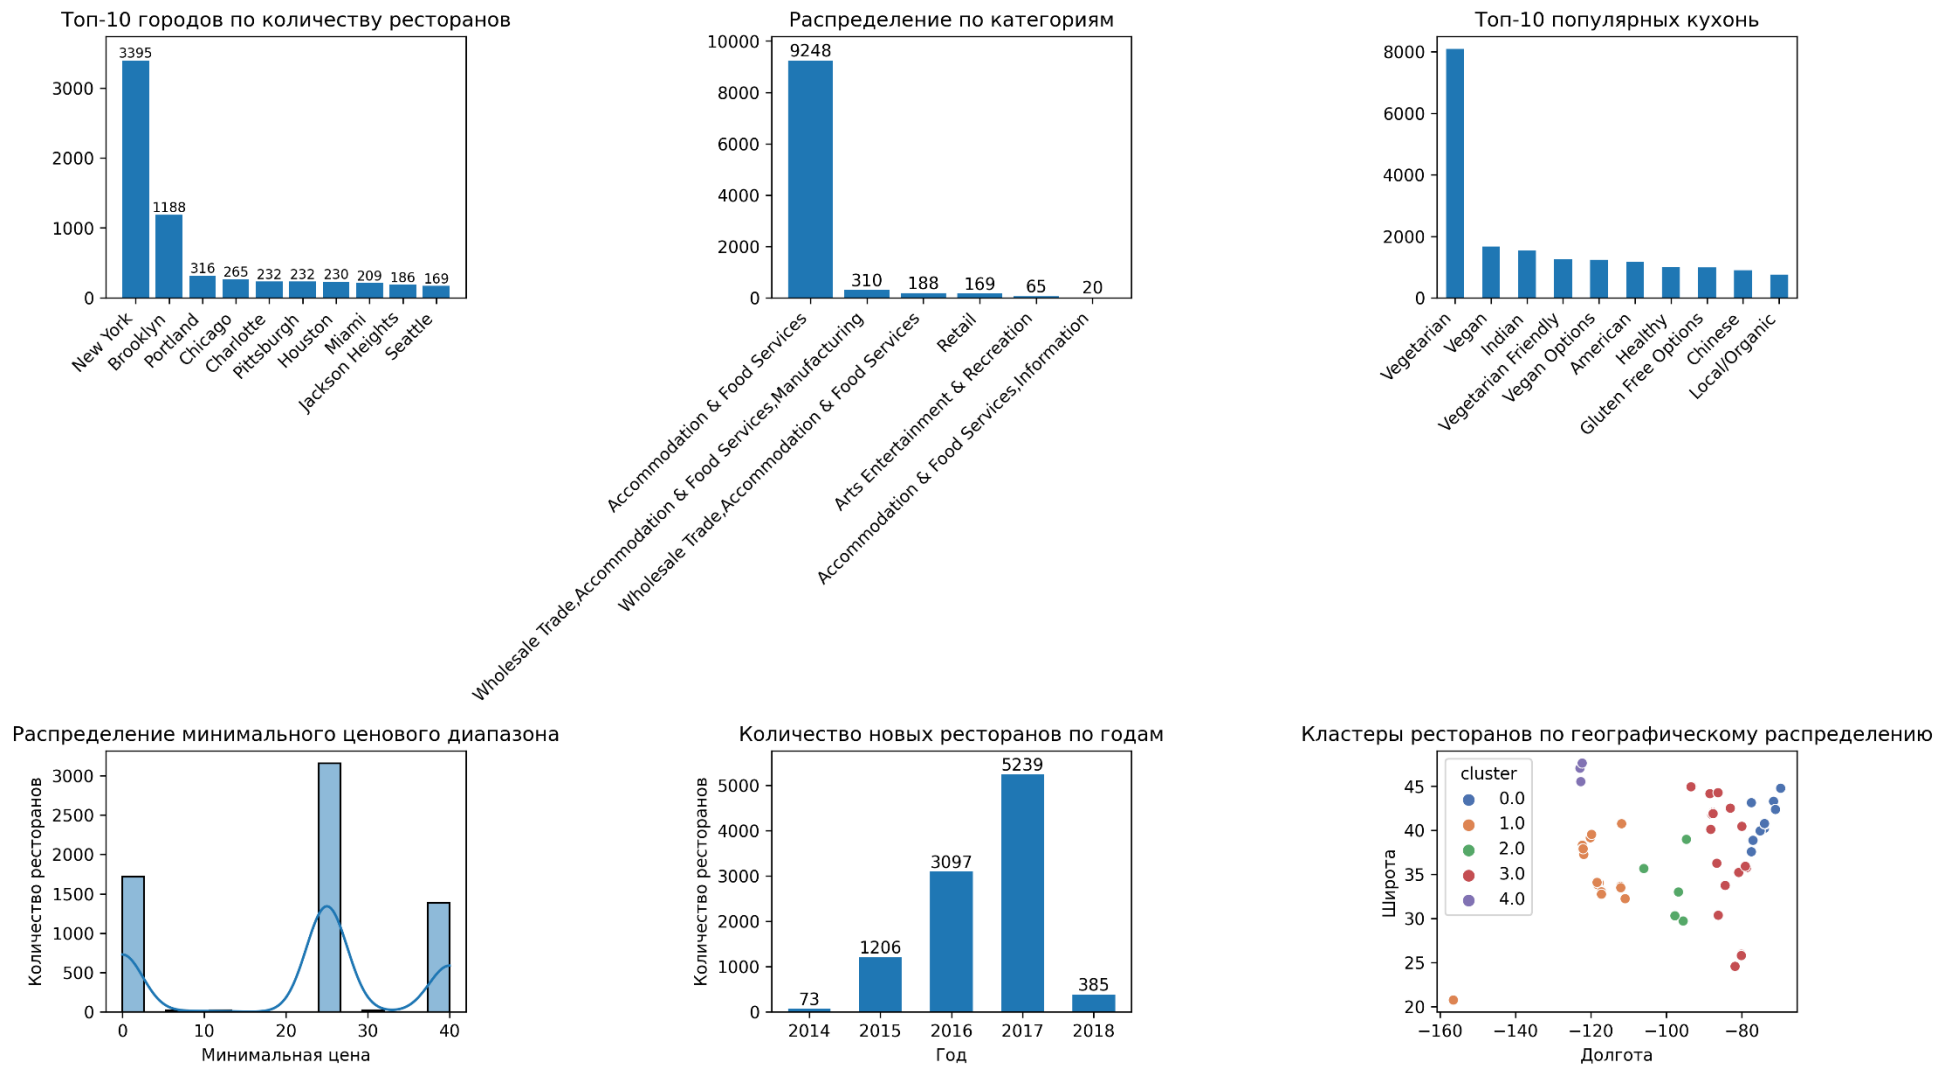 Топ-10 городов по количеству ресторанов
3000
2000
1000
0
3395
1188
316
265
232
232
230
209
186
169
New York
Brooklyn
Portland
Chicago
Charlotte
Pittsburgh
Houston
Miami
Jackson Heights
Seattle
Распределение по категориям
10000
8000
6000
4000
2000
0
9248
310
188
169
65
20
Accommodation & Food Services
Wholesale Trade,Accommodation & Food Services,Manufacturing
Wholesale Trade,Accommodation & Food Services
Retail
Arts Entertainment & Recreation
Accommodation & Food Services,Information
Топ-10 популярных кухонь
8000
6000
4000
2000
0
Vegetarian
Vegan
Indian
Vegetarian Friendly
Vegan Options
American
Healthy
Gluten Free Options
Chinese
Local/Organic
Распределение минимального ценового диапазона
Количество ресторанов
3000
2500
2000
1500
1000
500
0
0
10
20
30
40
Минимальная цена
Количество новых ресторанов по годам
Количество ресторанов
5000
4000
3000
2000
1000
0
73
1206
3097
5239
385
2014
2015
2016
2017
2018
Год
Кластеры ресторанов по географическому распределению
Широта
45
40
35
30
25
20
cluster
0.0
1.0
2.0
3.0
4.0
−160
−140
−120
−100
−80
Долгота